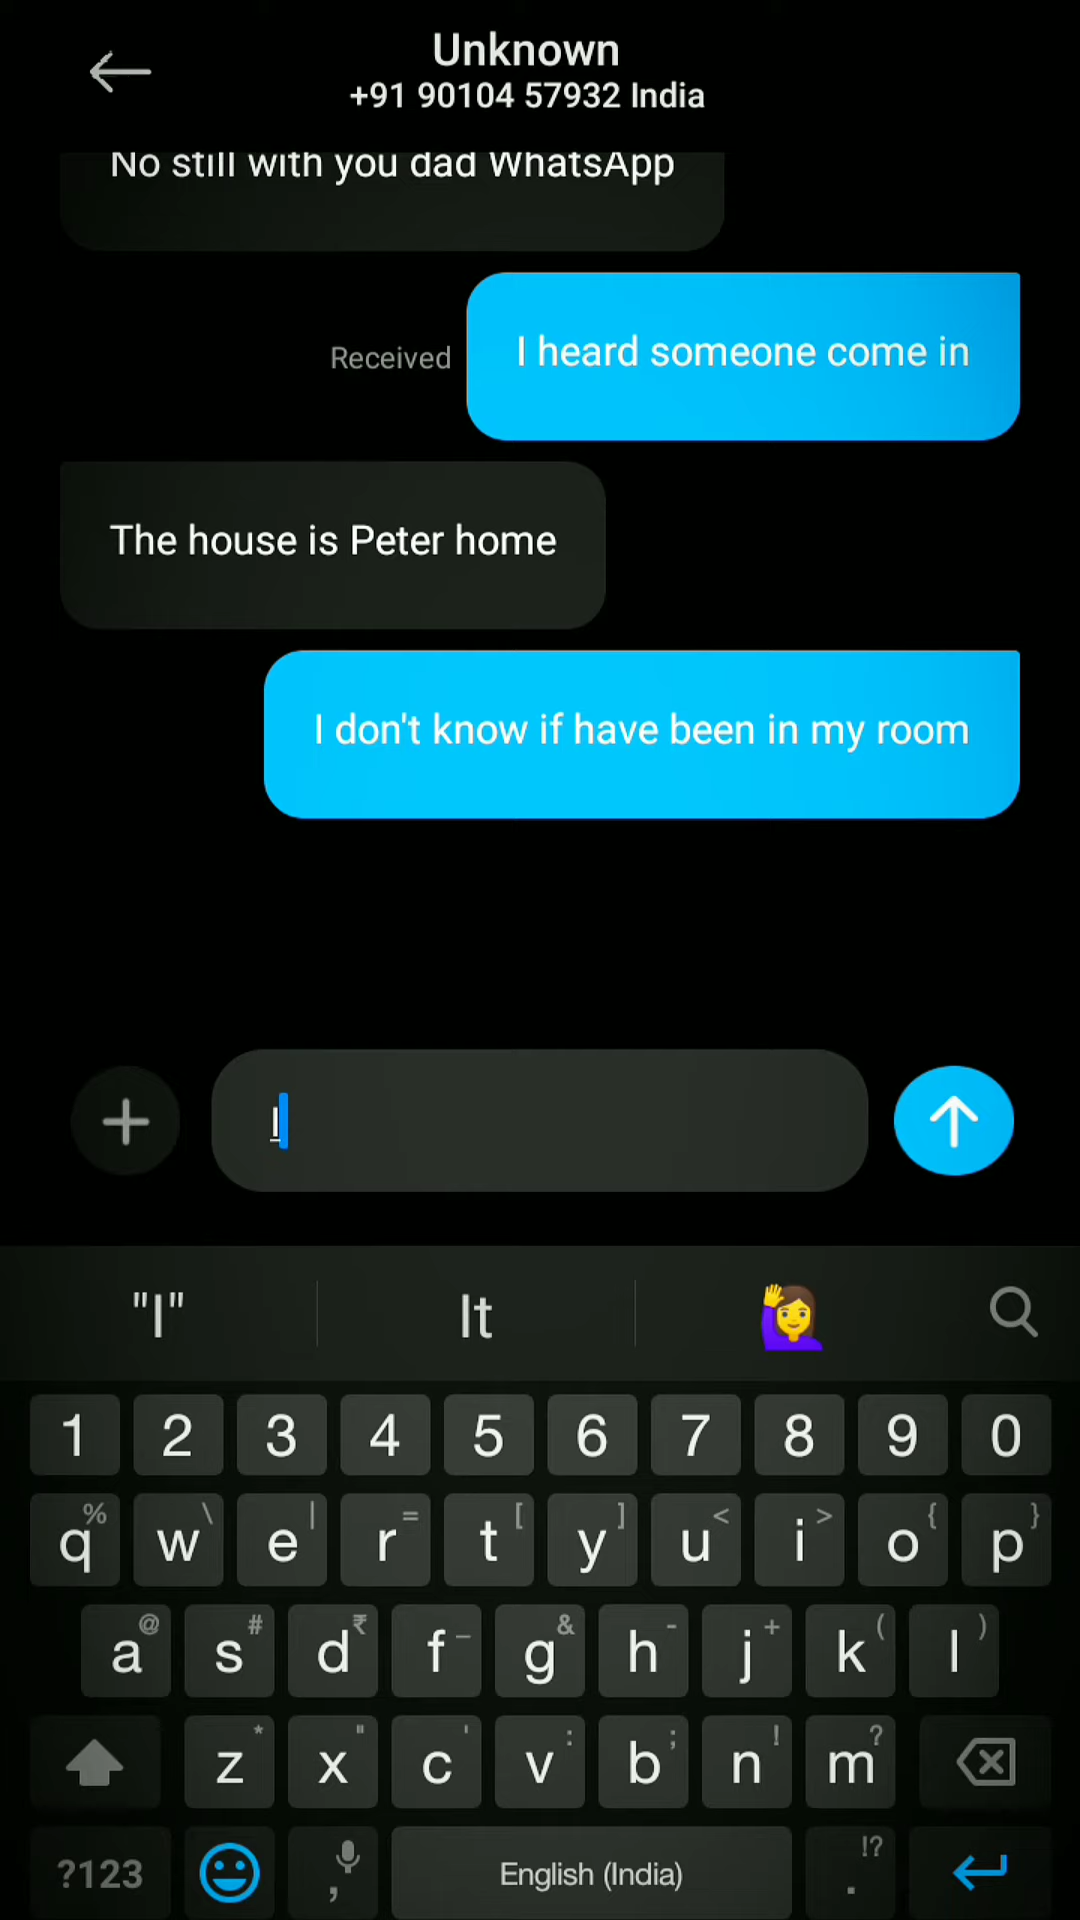 Unknown
+91 90104 57932 India
No still with you dad WhatsApp
Received
I heard someone come in
The house is Peter home
I don't know if have been in my room
I
"I"
It
1 2 3 4 5 6 7 8 9 0
% \ | = [ ] < > { }
q w e r t y u i o p
@ # ₹ _ & - + ( )
a s d f g h j k l
* " ' : ; ! ?
z x c v b n m
!?
?123 , English (India) .